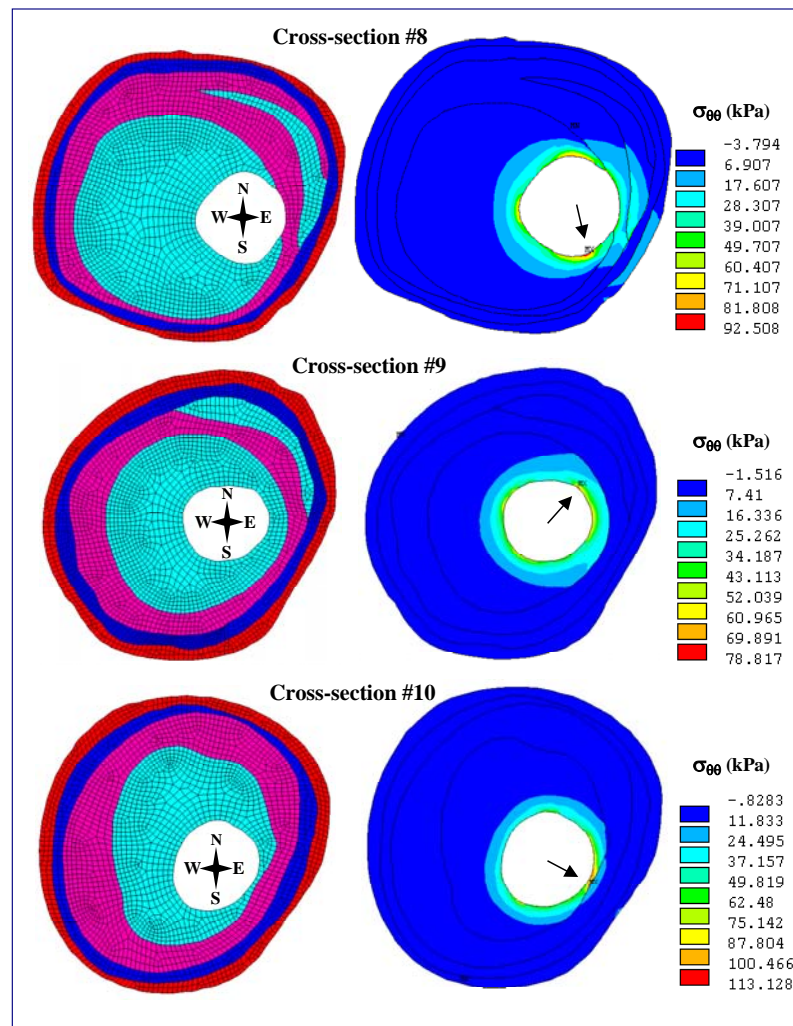 Cross-section #8
N
W E
S
σθθ (kPa)
-3.794
6.907
17.607
28.307
39.007
49.707
60.407
71.107
81.808
92.508
Cross-section #9
N
W E
S
σθθ (kPa)
-1.516
7.41
16.336
25.262
34.187
43.113
52.039
60.965
69.891
78.817
Cross-section #10
N
W E
S
σθθ (kPa)
-.8283
11.833
24.495
37.157
49.819
62.48
75.142
87.804
100.466
113.128